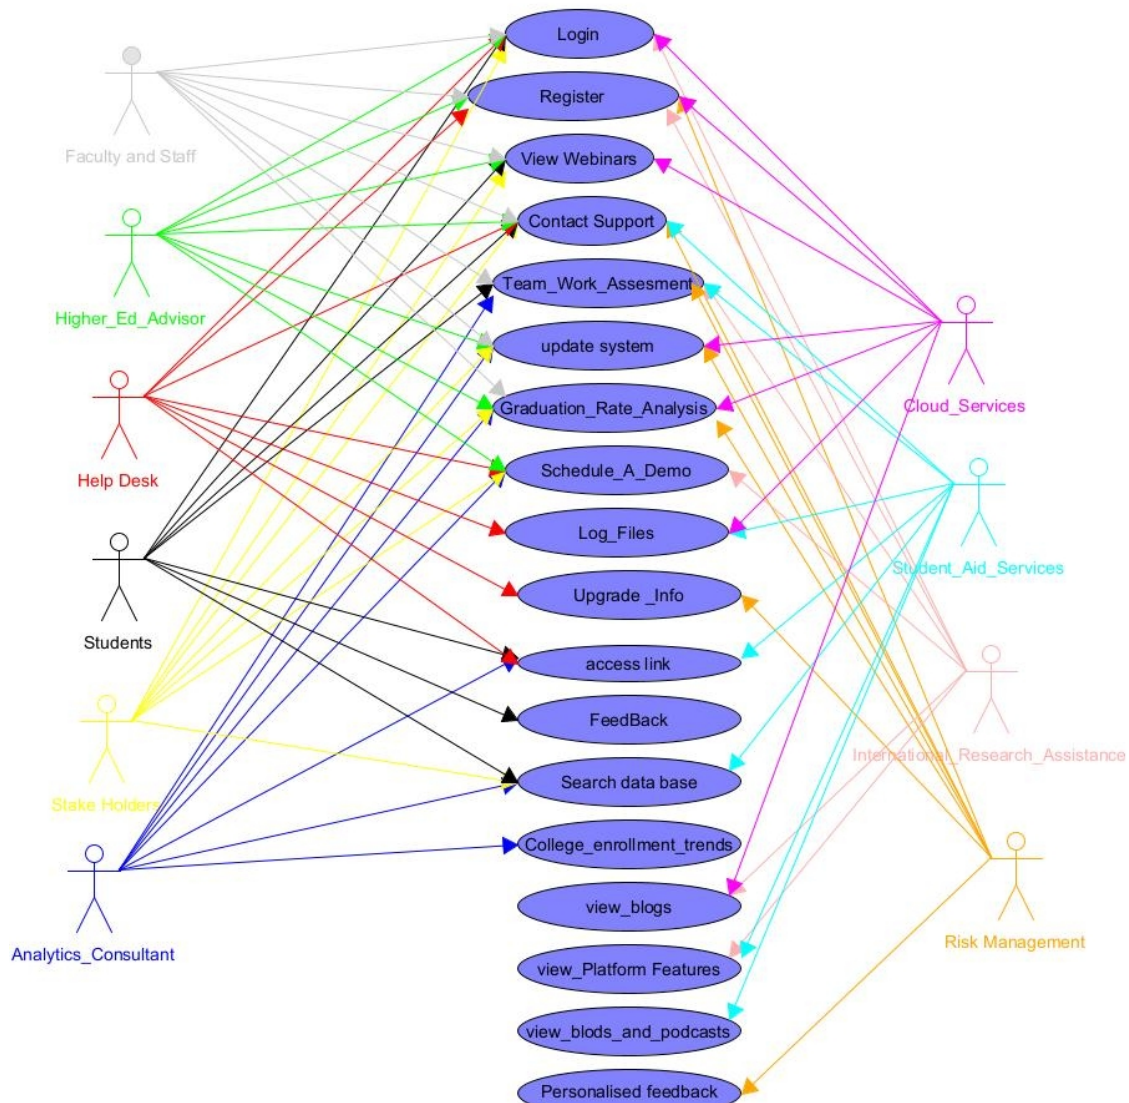 Login
Register
View Webinars
Contact Support
Team_Work_Assesment
update system
Graduation_Rate_Analysis
Schedule_A_Demo
Log_Files
Upgrade _Info
access link
FeedBack
Search data base
College_enrollment_trends
view_blogs
view_Platform Features
view_blods_and_podcasts
Personalised feedback
Faculty and Staff
Higher_Ed_Advisor
Help Desk
Students
Stake Holders
Analytics_Consultant
Cloud_Services
Student_Aid_Services
International_Research_Assistance
Risk Management